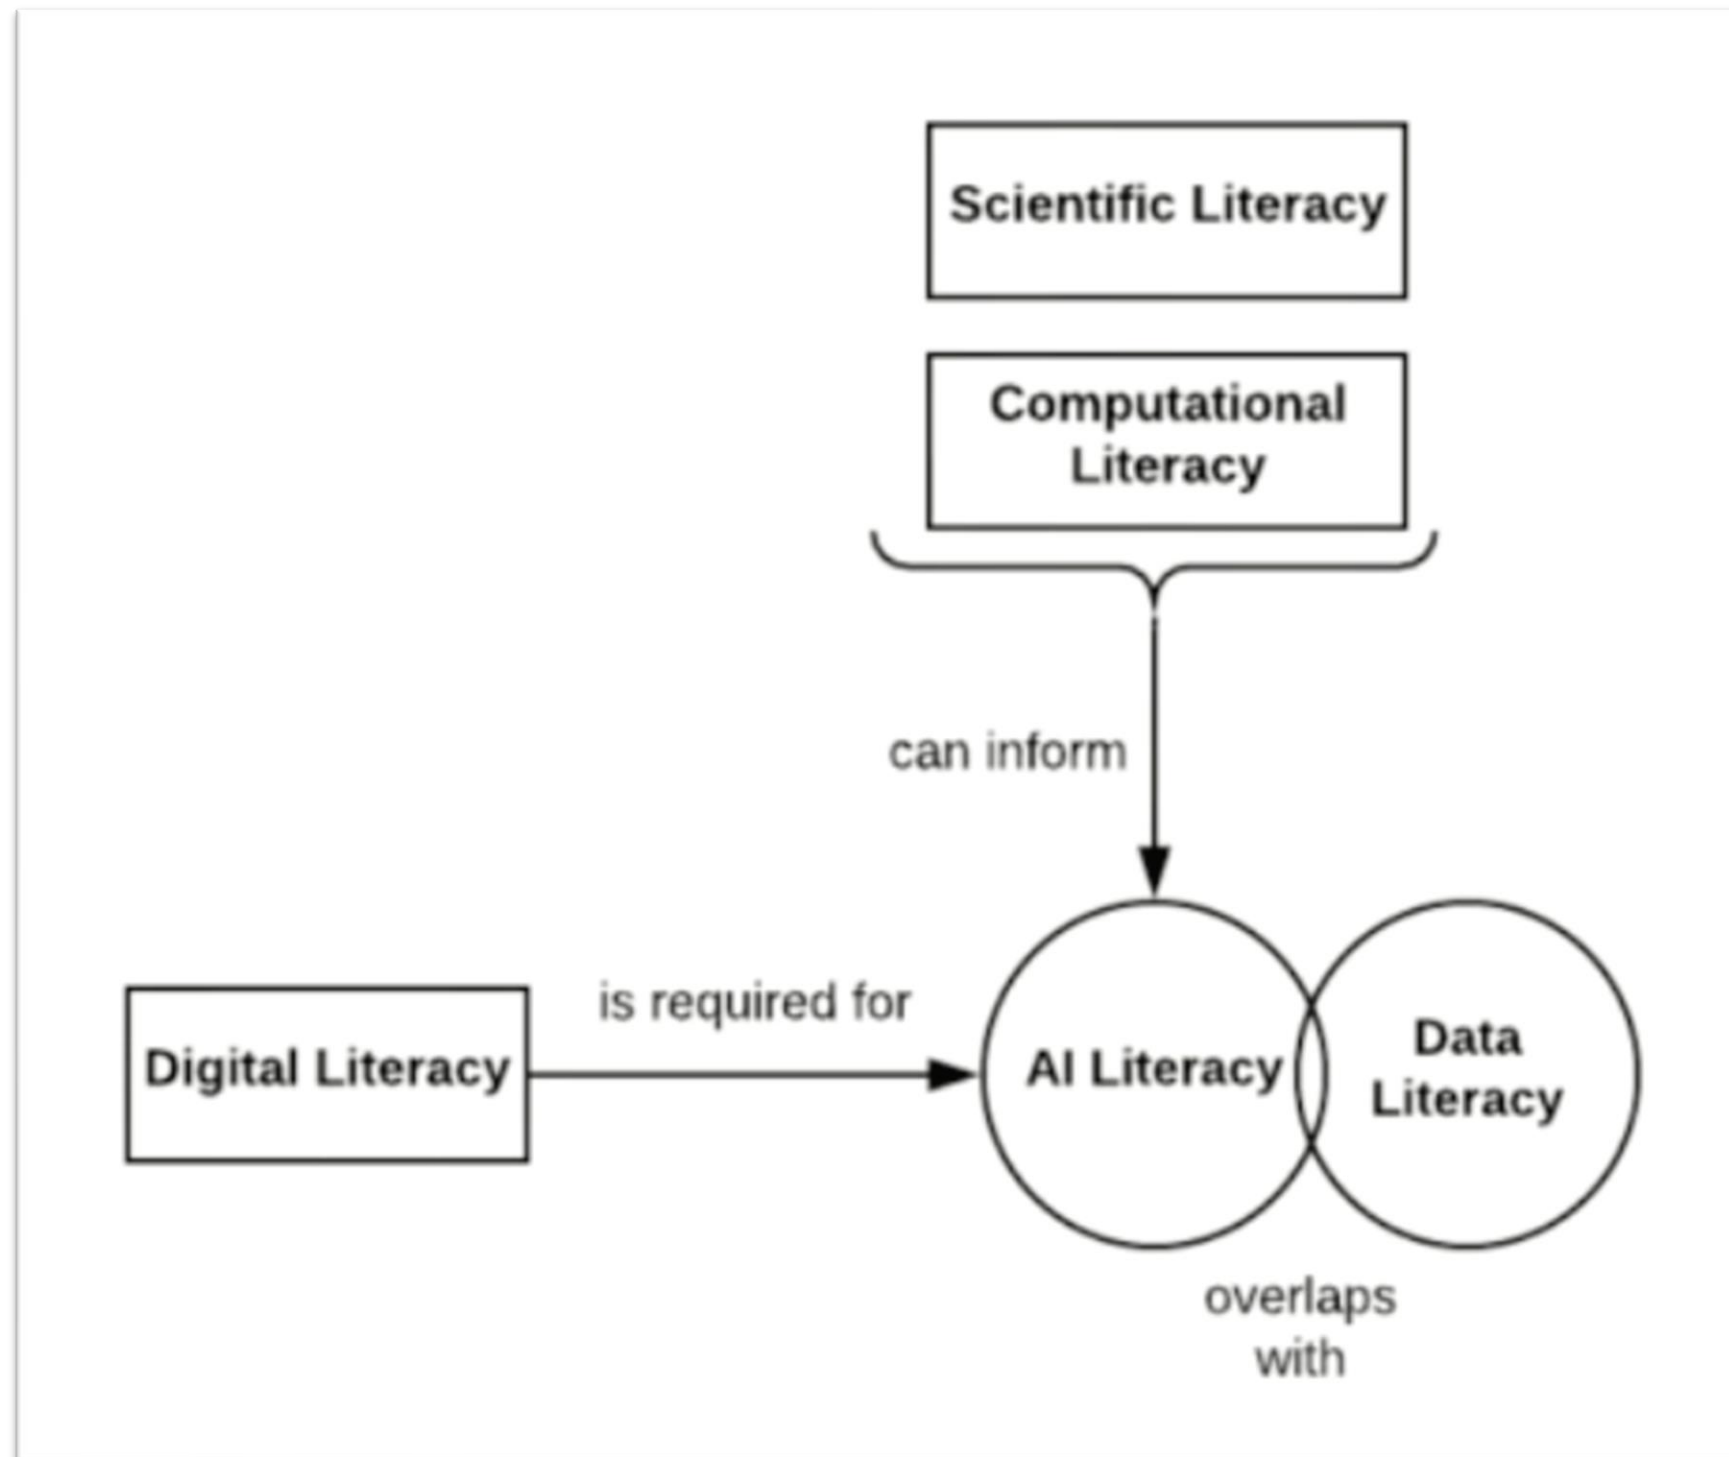 Scientific Literacy
Computational
Literacy
can inform
is required for
Digital Literacy
AI Literacy
Data
Literacy
overlaps
with